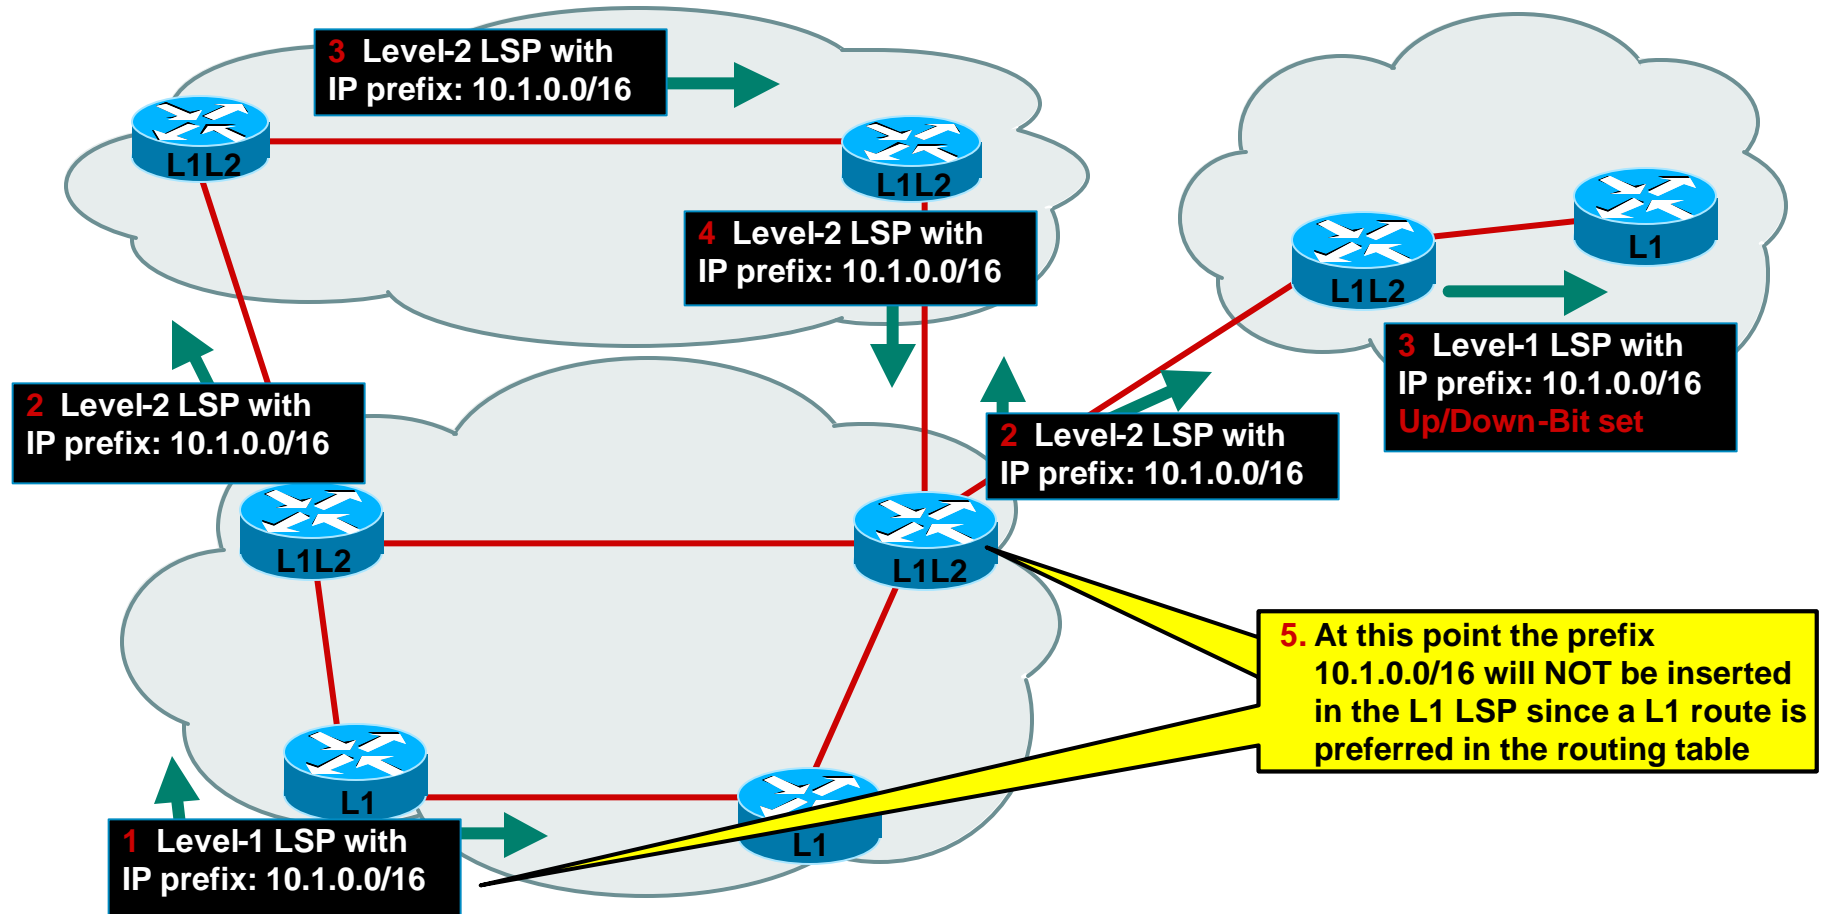 3 Level-2 LSP with
IP prefix: 10.1.0.0/16
L1L2
L1L2
4 Level-2 LSP with
IP prefix: 10.1.0.0/16
L1
L1L2
3 Level-1 LSP with
IP prefix: 10.1.0.0/16
Up/Down-Bit set
2 Level-2 LSP with
IP prefix: 10.1.0.0/16
2 Level-2 LSP with
IP prefix: 10.1.0.0/16
L1L2
L1L2
5. At this point the prefix
10.1.0.0/16 will NOT be inserted
in the L1 LSP since a L1 route is
preferred in the routing table
L1
L1
1 Level-1 LSP with
IP prefix: 10.1.0.0/16